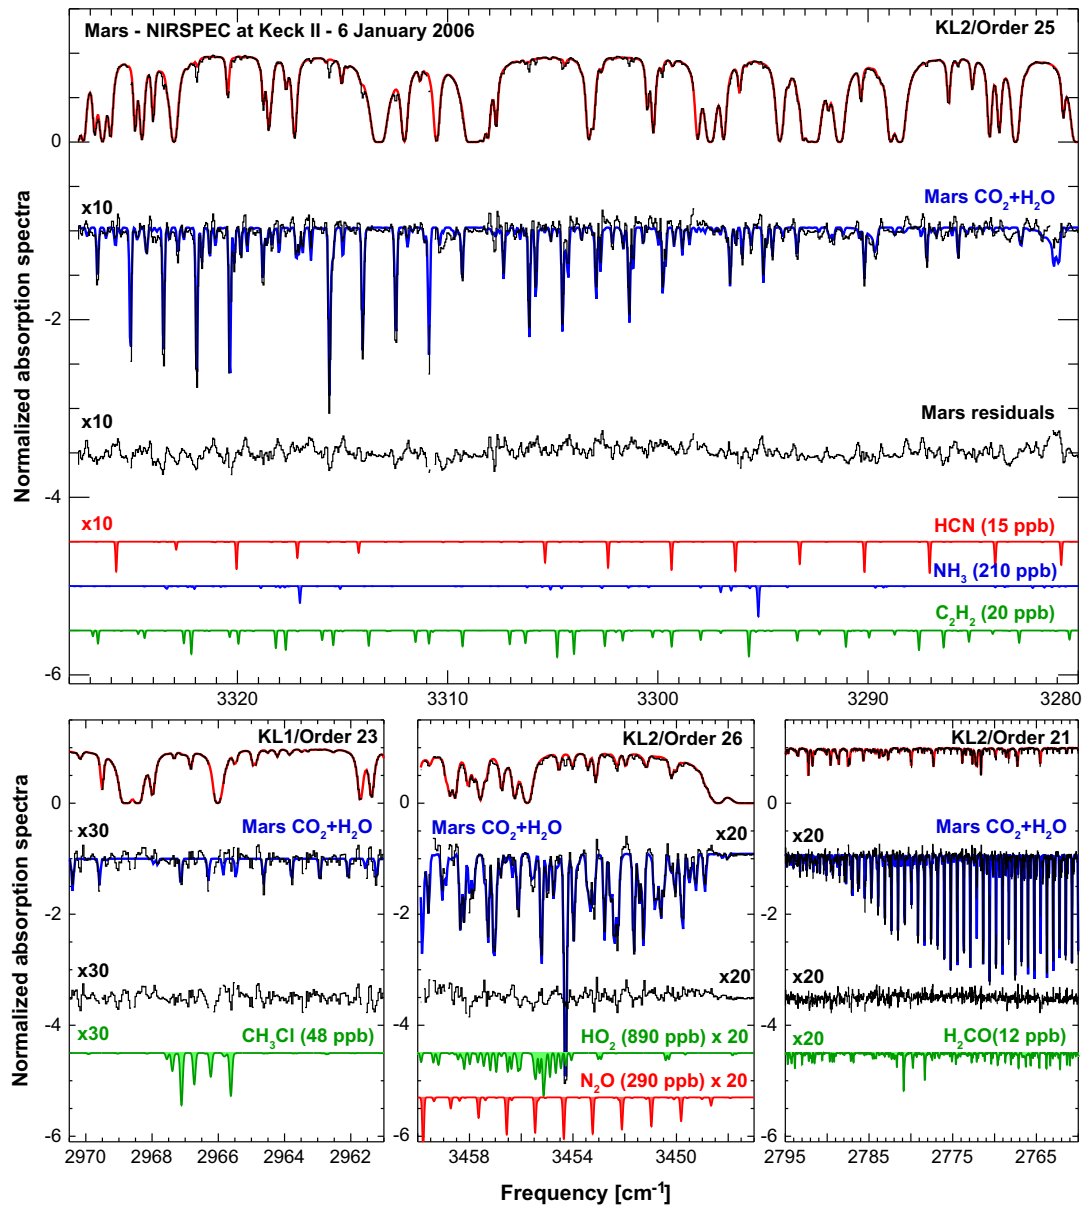 Mars - NIRSPEC at Keck II - 6 January 2006
KL2/Order 25
0
x10
Mars CO₂+H₂O
-2
x10
Mars residuals
-4
x10
HCN (15 ppb)
NH₃ (210 ppb)
C₂H₂ (20 ppb)
-6
3320
3310
3300
3290
3280
Normalized absorption spectra
KL1/Order 23
0
x30
Mars CO₂+H₂O
-2
x30
-4
x30
CH₃Cl (48 ppb)
-6
2970
2968
2966
2964
2962
Normalized absorption spectra
KL2/Order 26
0
Mars CO₂+H₂O
x20
-2
x20
-4
HO₂ (890 ppb) x 20
N₂O (290 ppb) x 20
-6
3458
3454
3450
KL2/Order 21
0
x20
Mars CO₂+H₂O
-2
x20
-4
x20
H₂CO(12 ppb)
-6
2795
2785
2775
2765
Frequency [cm⁻¹]